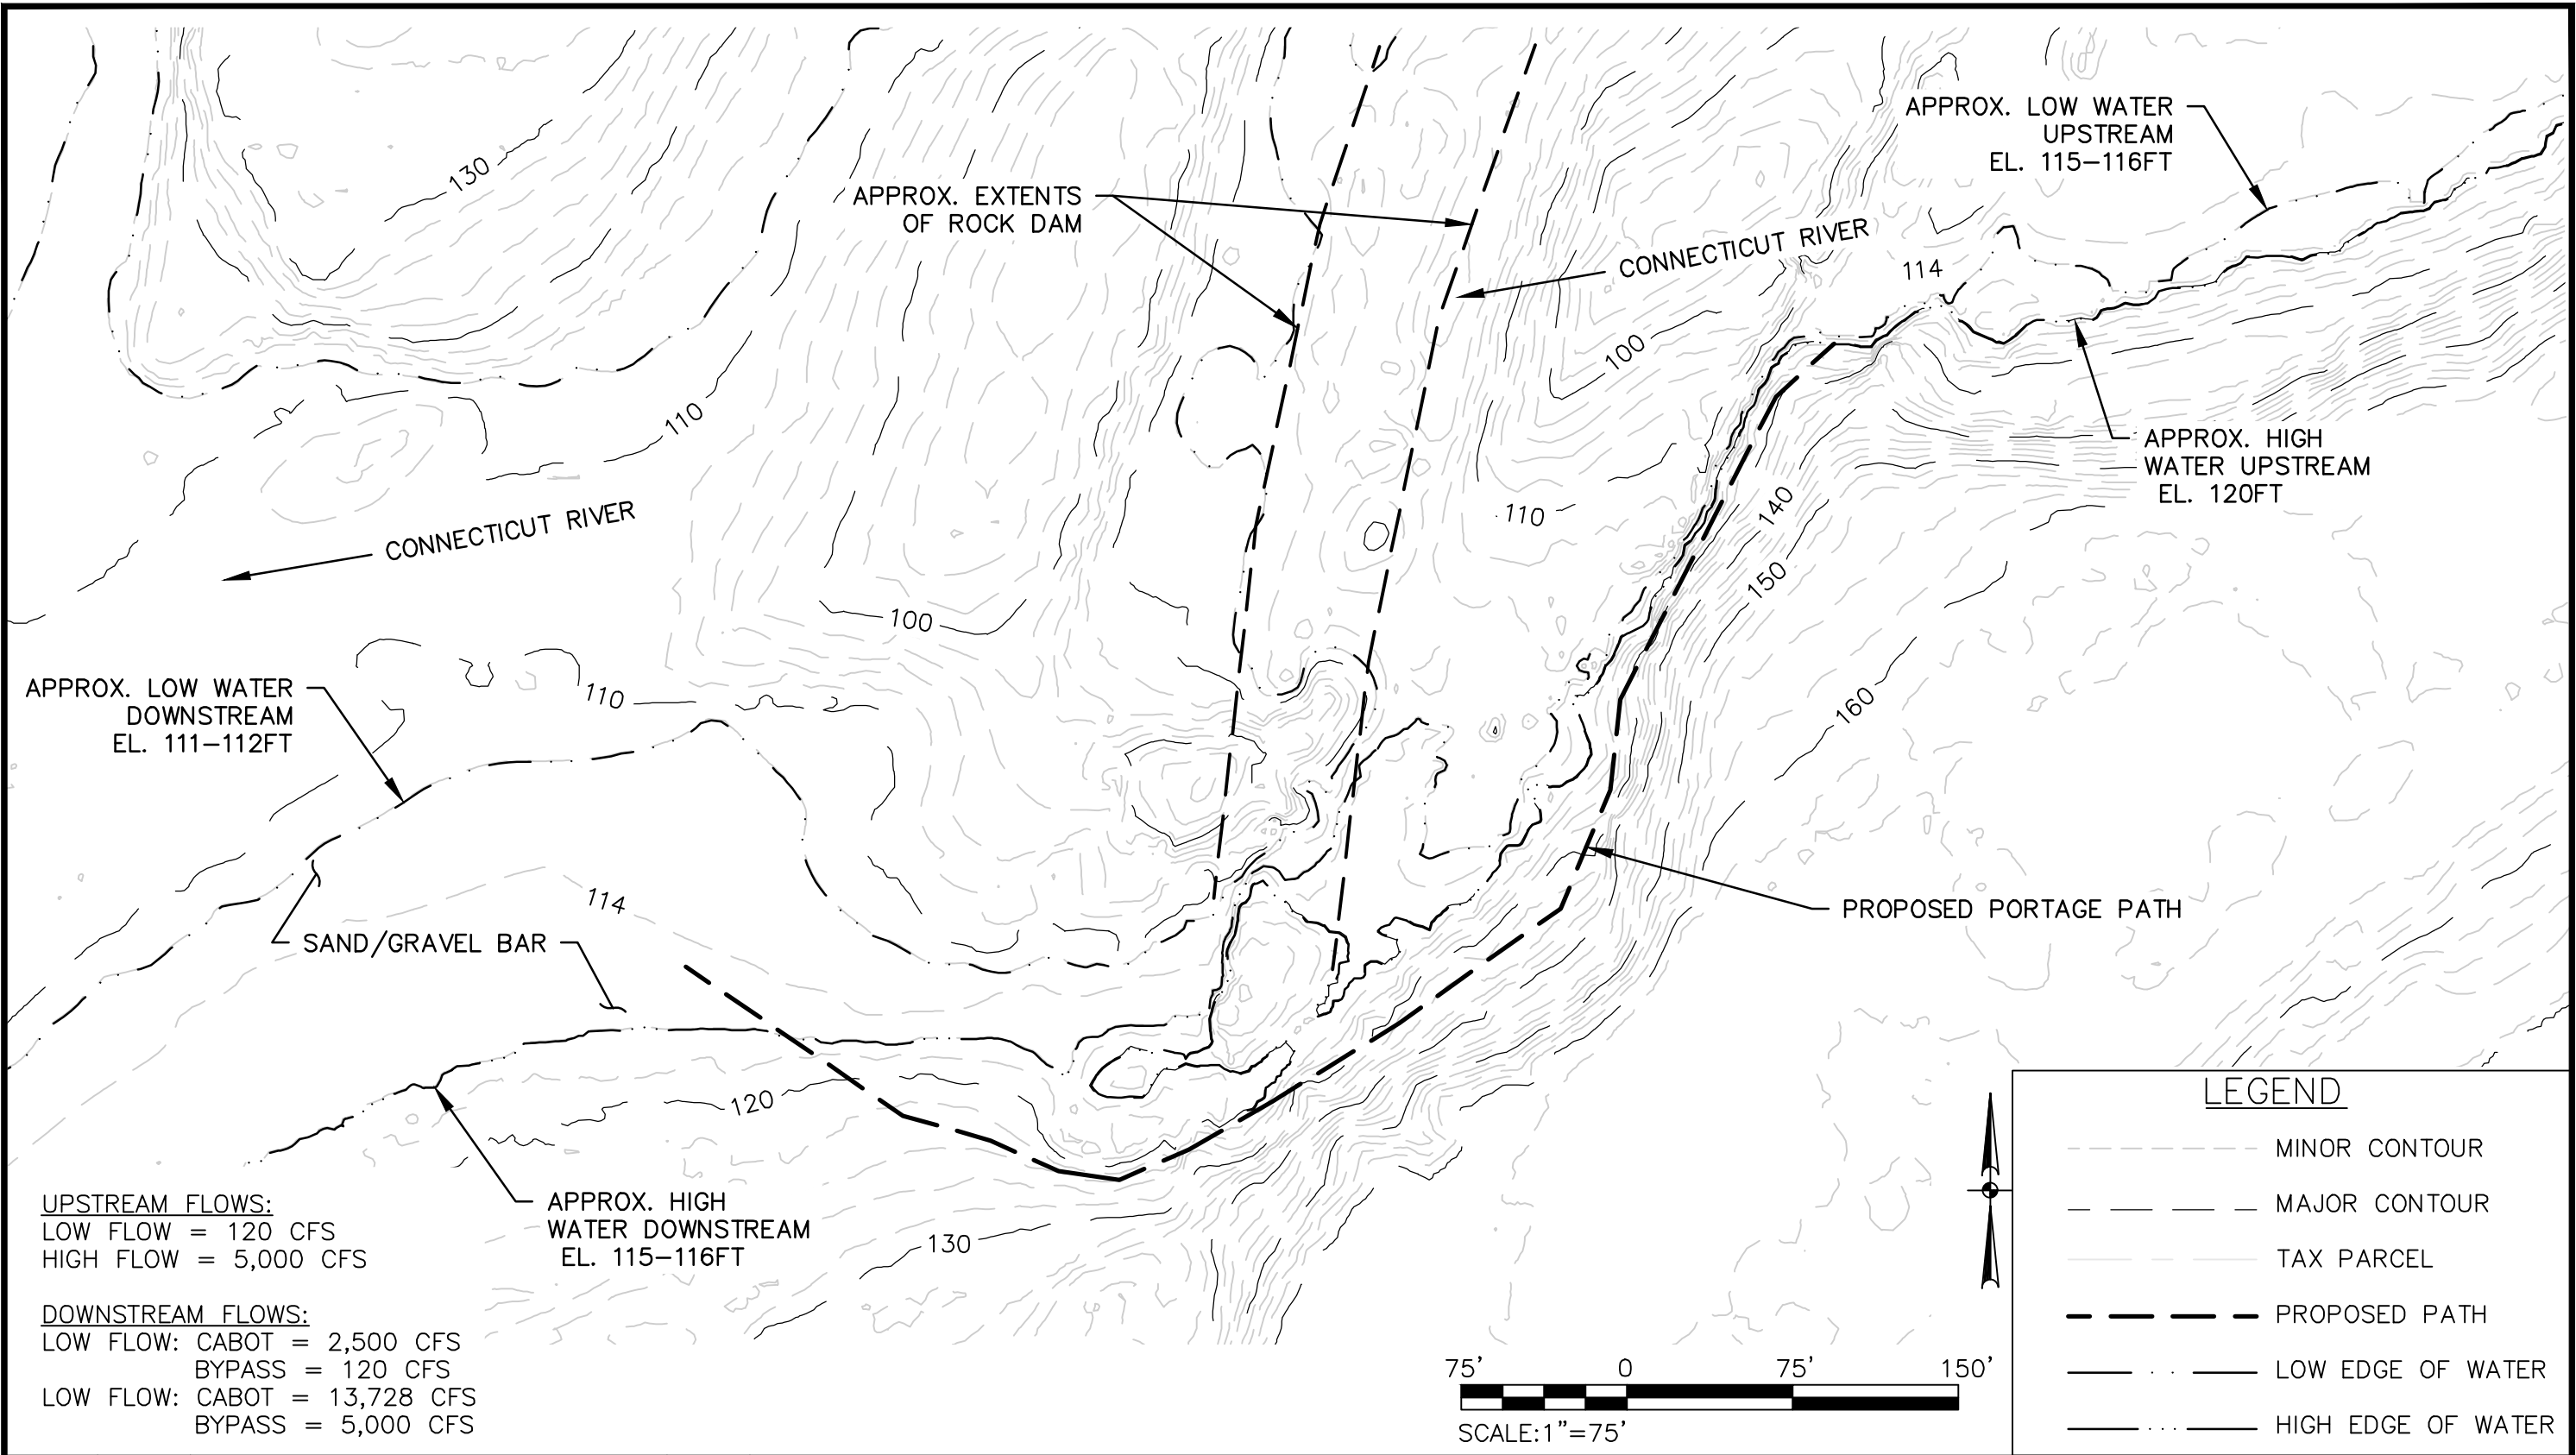 130
APPROX. EXTENTS
OF ROCK DAM
CONNECTICUT RIVER
APPROX. LOW WATER
UPSTREAM
EL. 115–116FT
114
100
110
APPROX. HIGH
WATER UPSTREAM
EL. 120FT
110
140
150
160
CONNECTICUT RIVER
100
APPROX. LOW WATER
DOWNSTREAM
EL. 111–112FT
110
114
SAND/GRAVEL BAR
PROPOSED PORTAGE PATH
120
130
APPROX. HIGH
WATER DOWNSTREAM
EL. 115–116FT
UPSTREAM FLOWS:
LOW FLOW = 120 CFS
HIGH FLOW = 5,000 CFS
DOWNSTREAM FLOWS:
LOW FLOW: CABOT = 2,500 CFS
BYPASS = 120 CFS
LOW FLOW: CABOT = 13,728 CFS
BYPASS = 5,000 CFS
75' 0 75' 150'
SCALE:1"=75'
LEGEND
MINOR CONTOUR
MAJOR CONTOUR
TAX PARCEL
PROPOSED PATH
LOW EDGE OF WATER
HIGH EDGE OF WATER